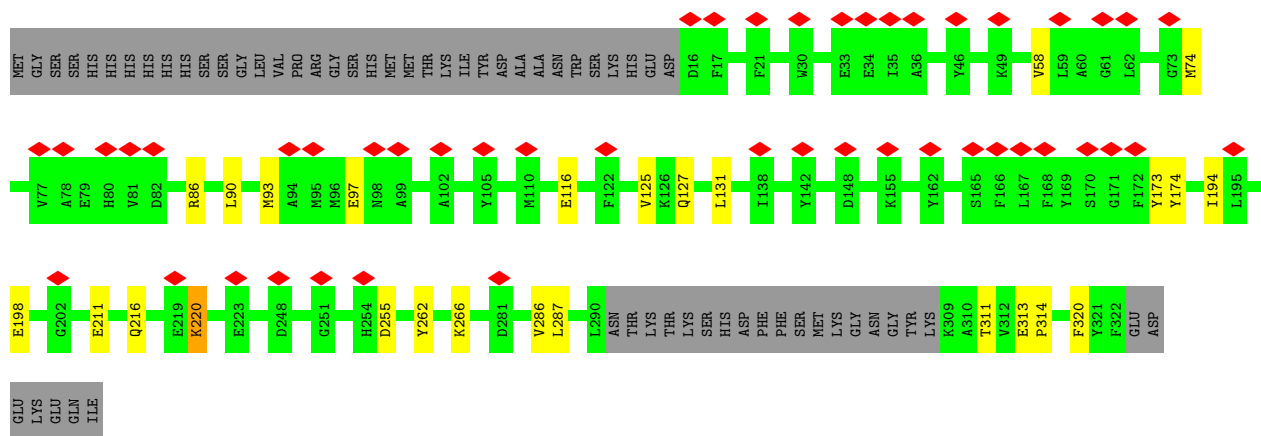 MET GLY SER SER HIS HIS HIS HIS HIS HIS SER SER GLY LEU VAL PRO ARG GLY SER HIS MET MET THR LYS ILE TYR ASP ALA ALA ASN TRP SER LYS HIS GLU ASP D16 F17 F21 W30 E33 E34 I35 A36 Y46 K49 V58 L59 A60 G61 L62 G73 M74
V77 A78 E79 H80 V81 D82 R86 L90 M93 A94 M95 M96 E97 N98 A99 A102 Y105 M110 E116 F122 V125 K126 Q127 L131 I138 Y142 D148 K155 Y162 S165 F166 L167 F168 Y169 S170 G171 F172 Y173 Y174 I194 L195
E198 G202 E211 Q216 E219 K220 E223 D248 G251 H254 D255 Y262 K266 D281 V286 L287 L290 ASN THR LYS THR LYS SER HIS ASP PHE PHE SER MET LYS GLY ASN GLY TYR LYS K309 A310 T311 V312 E313 P314 F320 Y321 F322 GLU ASP
GLU LYS GLU GLN ILE